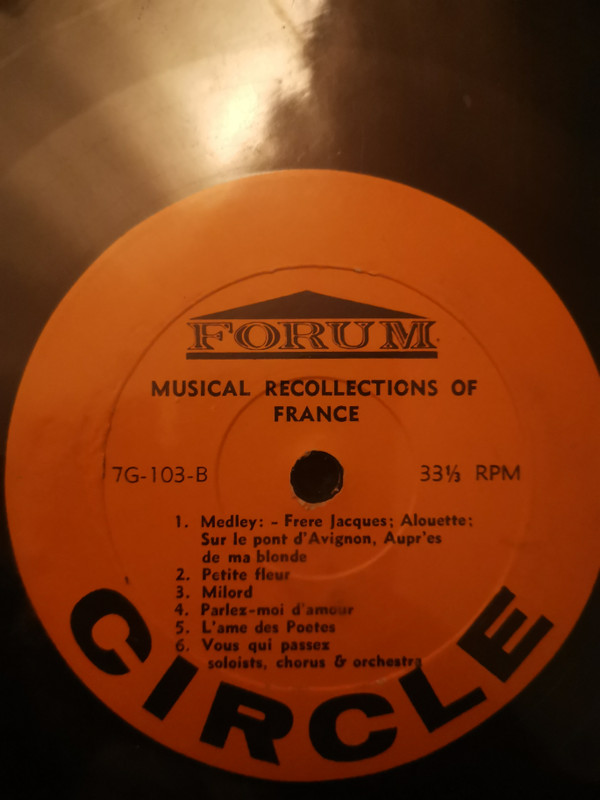 FORUM
MUSICAL RECOLLECTIONS OF
FRANCE
7G-103-B 33⅓ RPM
1. Medley: - Frere Jacques; Alouette;
Sur le pont d'Avignon, Aupr'es
de ma blonde
2. Petite fleur
3. Milord
4. Parlez-moi d'amour
5. L'ame des Poetes
6. Vous qui passez
soloists, chorus & orchestra
CIRCLE